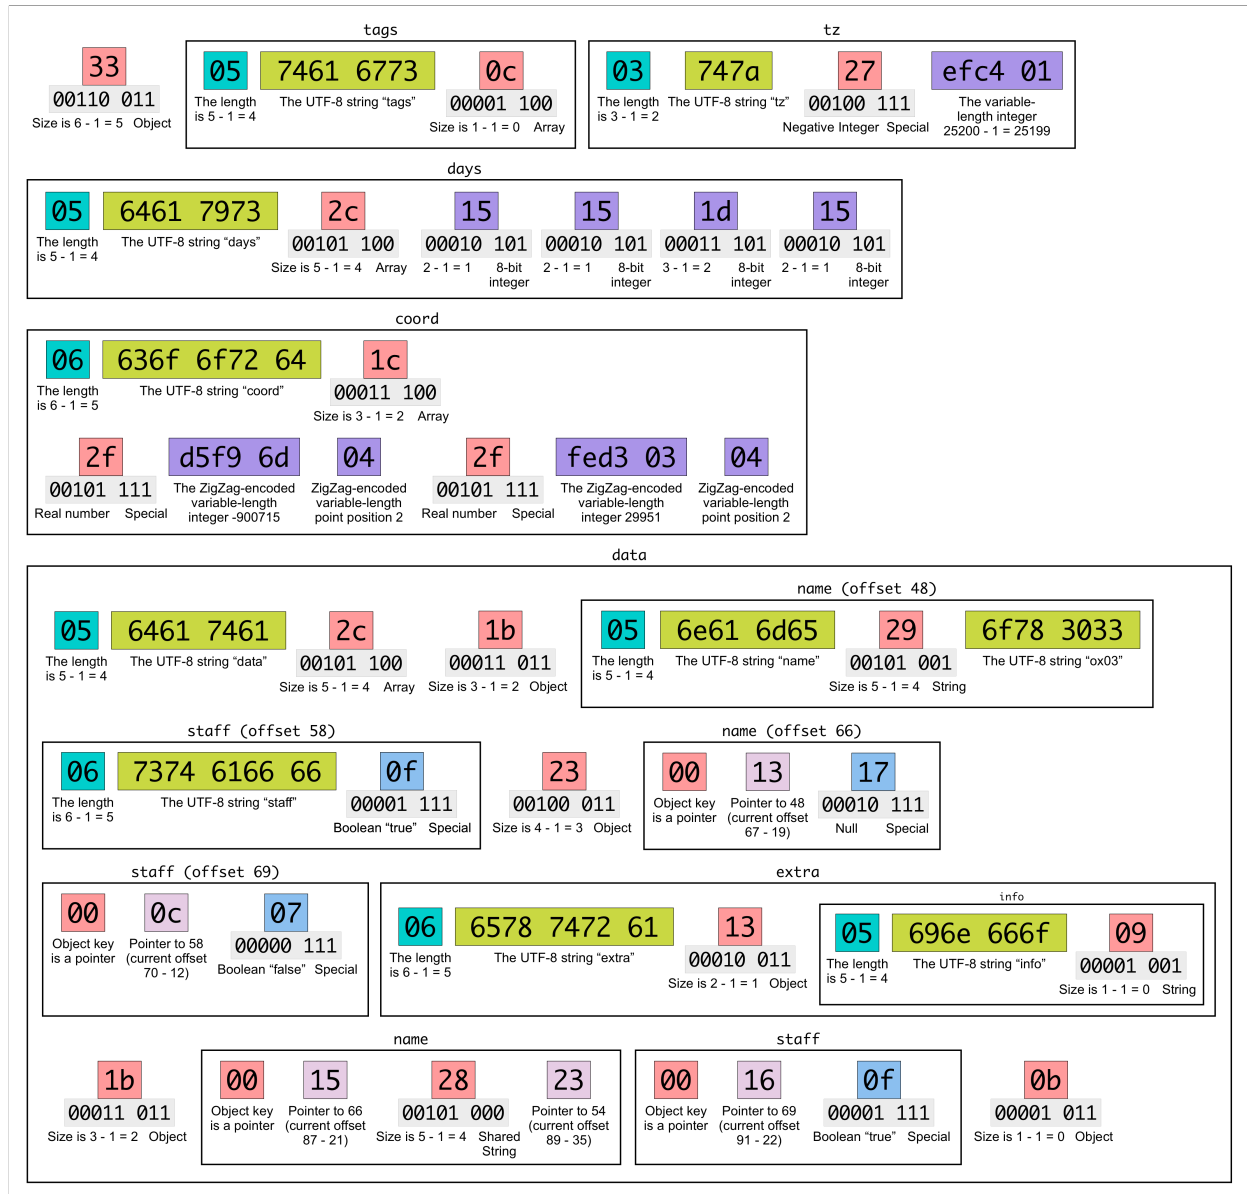 tags
tz
33
05
7461 6773
0c
03
747a
27
efc4 01
00110 011
The length
is 5 - 1 = 4
The UTF-8 string “tags”
00001 100
The length
is 3 - 1 = 2
The UTF-8 string “tz”
00100 111
The variable-
length integer
25200 - 1 = 25199
Size is 6 - 1 = 5 Object
Size is 1 - 1 = 0 Array
Negative Integer Special
days
05
6461 7973
2c
15
15
1d
15
The length
is 5 - 1 = 4
The UTF-8 string “days”
00101 100
00010 101
00010 101
00011 101
00010 101
Size is 5 - 1 = 4 Array
2 - 1 = 1
8-bit
integer
2 - 1 = 1
8-bit
integer
3 - 1 = 2
8-bit
integer
2 - 1 = 1
8-bit
integer
coord
06
636f 6f72 64
1c
The length
is 6 - 1 = 5
The UTF-8 string “coord”
00011 100
Size is 3 - 1 = 2 Array
2f
d5f9 6d
04
2f
fed3 03
04
00101 111
Real number Special
The ZigZag-encoded
variable-length
integer -900715
ZigZag-encoded
variable-length
point position 2
00101 111
Real number Special
The ZigZag-encoded
variable-length
integer 29951
ZigZag-encoded
variable-length
point position 2
data
name (offset 48)
05
6461 7461
2c
1b
05
6e61 6d65
29
6f78 3033
The length
is 5 - 1 = 4
The UTF-8 string “data”
00101 100
Size is 5 - 1 = 4 Array
00011 011
Size is 3 - 1 = 2 Object
The length
is 5 - 1 = 4
The UTF-8 string “name”
00101 001
Size is 5 - 1 = 4 String
The UTF-8 string “ox03”
staff (offset 58)
name (offset 66)
06
7374 6166 66
0f
23
00
13
17
The length
is 6 - 1 = 5
The UTF-8 string “staff”
00001 111
Boolean “true” Special
00100 011
Size is 4 - 1 = 3 Object
Object key
is a pointer
Pointer to 48
(current offset
67 - 19)
00010 111
Null Special
staff (offset 69)
extra
info
00
0c
07
06
6578 7472 61
13
05
696e 666f
09
Object key
is a pointer
Pointer to 58
(current offset
70 - 12)
00000 111
Boolean “false” Special
The length
is 6 - 1 = 5
The UTF-8 string “extra”
00010 011
Size is 2 - 1 = 1 Object
The length
is 5 - 1 = 4
The UTF-8 string “info”
00001 001
Size is 1 - 1 = 0 String
name
staff
1b
00
15
28
23
00
16
0f
0b
00011 011
Size is 3 - 1 = 2 Object
Object key
is a pointer
Pointer to 66
(current offset
87 - 21)
00101 000
Size is 5 - 1 = 4 Shared
String
Pointer to 54
(current offset
89 - 35)
Object key
is a pointer
Pointer to 69
(current offset
91 - 22)
00001 111
Boolean “true” Special
00001 011
Size is 1 - 1 = 0 Object